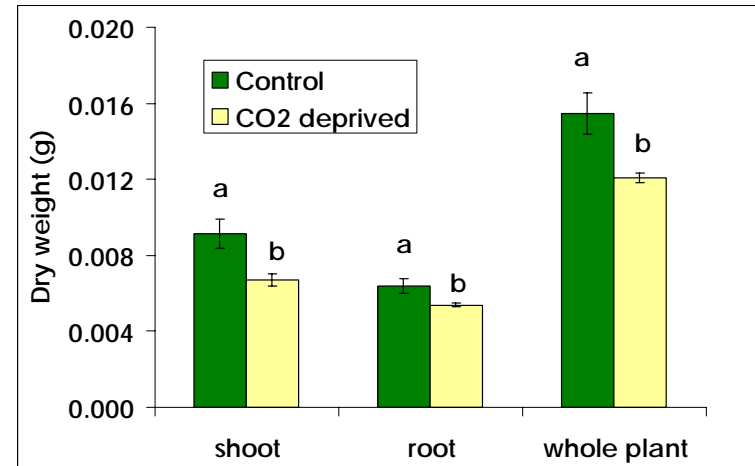 Dry weight (g)
0.020
0.016
0.012
0.008
0.004
0.000
Control
CO2 deprived
a
b
a
b
a
b
shoot
root
whole plant